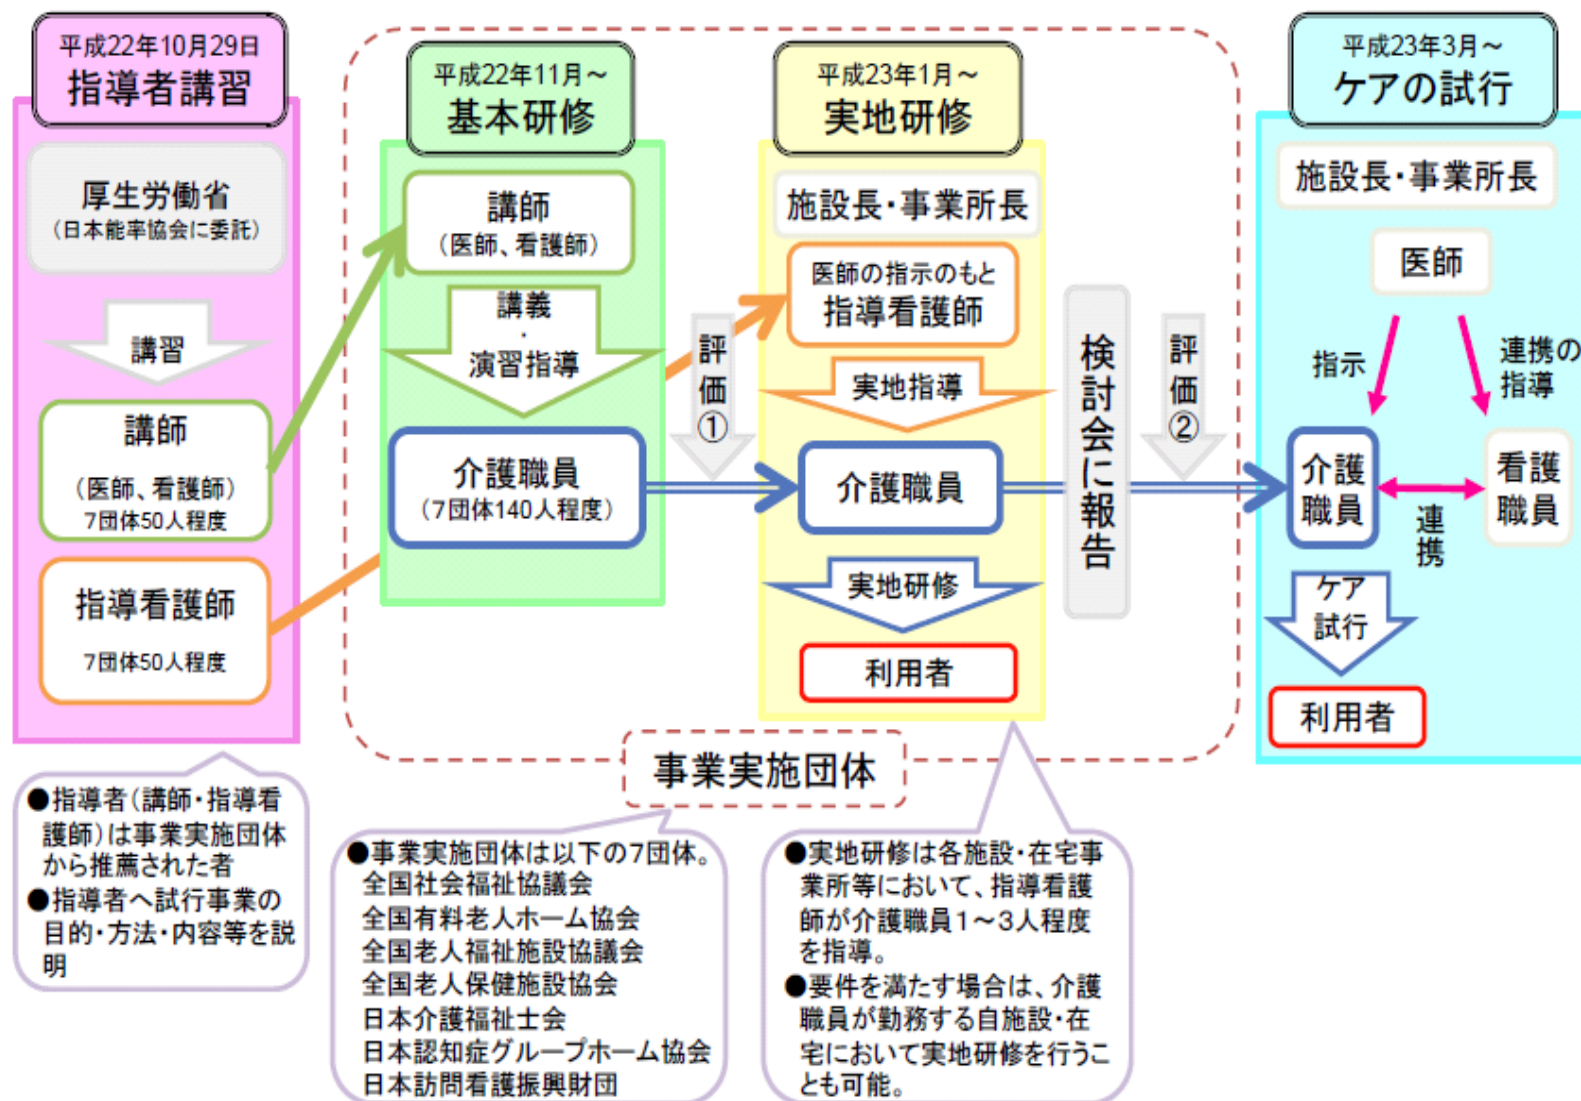 平成22年10月29日
指導者講習
厚生労働省
（日本能率協会に委託）
講習
講師
（医師、看護師）
7団体50人程度
指導看護師
7団体50人程度
●指導者（講師・指導看
護師）は事業実施団体
から推薦された者
●指導者へ試行事業の
目的・方法・内容等を説
明
平成22年11月～
基本研修
講師
（医師、看護師）
講義
・
演習指導
介護職員
（7団体140人程度）
評価①
平成23年1月～
実地研修
施設長・事業所長
医師の指示のもと
指導看護師
実地指導
介護職員
実地研修
利用者
検討会に報告
評価②
事業実施団体
●事業実施団体は以下の7団体。
全国社会福祉協議会
全国有料老人ホーム協会
全国老人福祉施設協議会
全国老人保健施設協会
日本介護福祉士会
日本認知症グループホーム協会
日本訪問看護振興財団
●実地研修は各施設・在宅事
業所等において、指導看護
師が介護職員1～3人程度
を指導。
●要件を満たす場合は、介護
職員が勤務する自施設・在
宅において実地研修を行うこ
とも可能。
平成23年3月～
ケアの試行
施設長・事業所長
医師
指示
連携の
指導
介護
職員
看護
職員
連携
ケア
試行
利用者